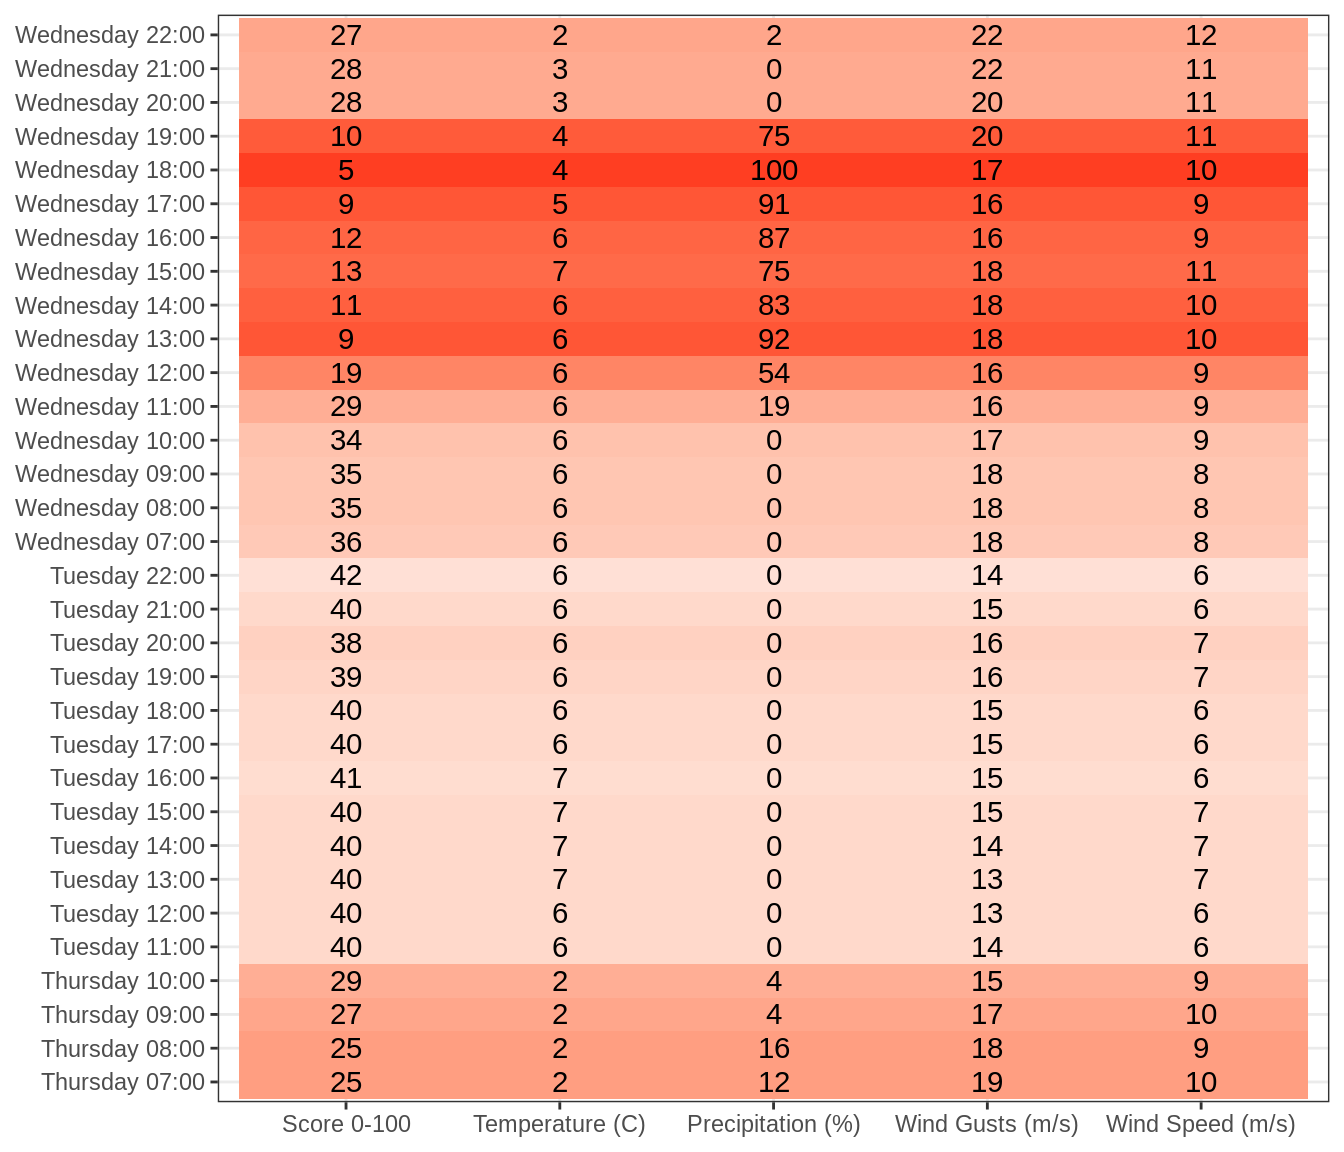 Wednesday 22:00 27 2 2 22 12
Wednesday 21:00 28 3 0 22 11
Wednesday 20:00 28 3 0 20 11
Wednesday 19:00 10 4 75 20 11
Wednesday 18:00 5 4 100 17 10
Wednesday 17:00 9 5 91 16 9
Wednesday 16:00 12 6 87 16 9
Wednesday 15:00 13 7 75 18 11
Wednesday 14:00 11 6 83 18 10
Wednesday 13:00 9 6 92 18 10
Wednesday 12:00 19 6 54 16 9
Wednesday 11:00 29 6 19 16 9
Wednesday 10:00 34 6 0 17 9
Wednesday 09:00 35 6 0 18 8
Wednesday 08:00 35 6 0 18 8
Wednesday 07:00 36 6 0 18 8
Tuesday 22:00 42 6 0 14 6
Tuesday 21:00 40 6 0 15 6
Tuesday 20:00 38 6 0 16 7
Tuesday 19:00 39 6 0 16 7
Tuesday 18:00 40 6 0 15 6
Tuesday 17:00 40 6 0 15 6
Tuesday 16:00 41 7 0 15 6
Tuesday 15:00 40 7 0 15 7
Tuesday 14:00 40 7 0 14 7
Tuesday 13:00 40 7 0 13 7
Tuesday 12:00 40 6 0 13 6
Tuesday 11:00 40 6 0 14 6
Thursday 10:00 29 2 4 15 9
Thursday 09:00 27 2 4 17 10
Thursday 08:00 25 2 16 18 9
Thursday 07:00 25 2 12 19 10
Score 0-100 Temperature (C) Precipitation (%) Wind Gusts (m/s) Wind Speed (m/s)